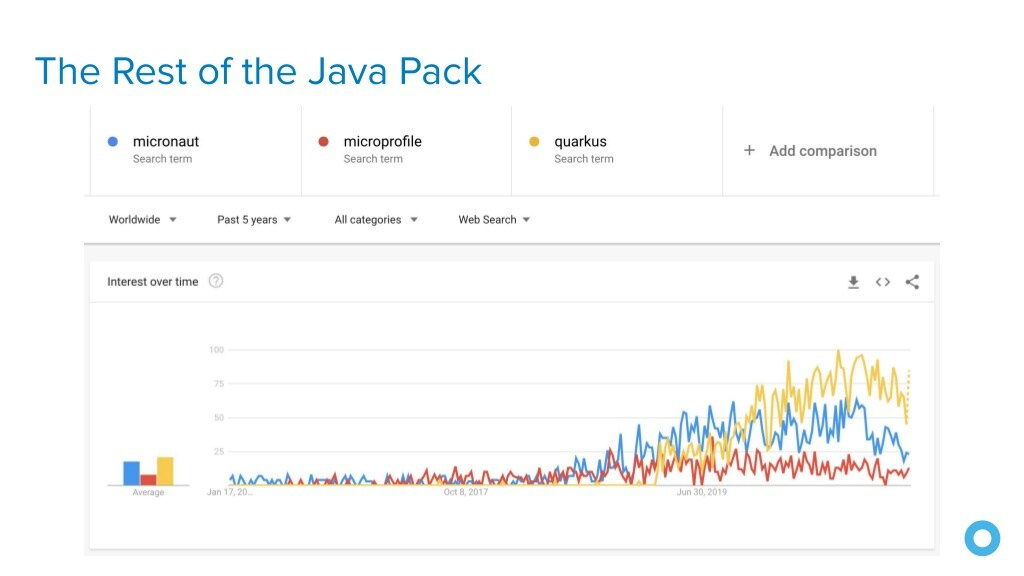 The Rest of the Java Pack
micronaut
Search term
microprofile
Search term
quarkus
Search term
+ Add comparison
Worldwide
Past 5 years
All categories
Web Search
Interest over time
?
<>
100
75
50
25
Average
Jan 17, 20...
Oct 8, 2017
Jun 30, 2019